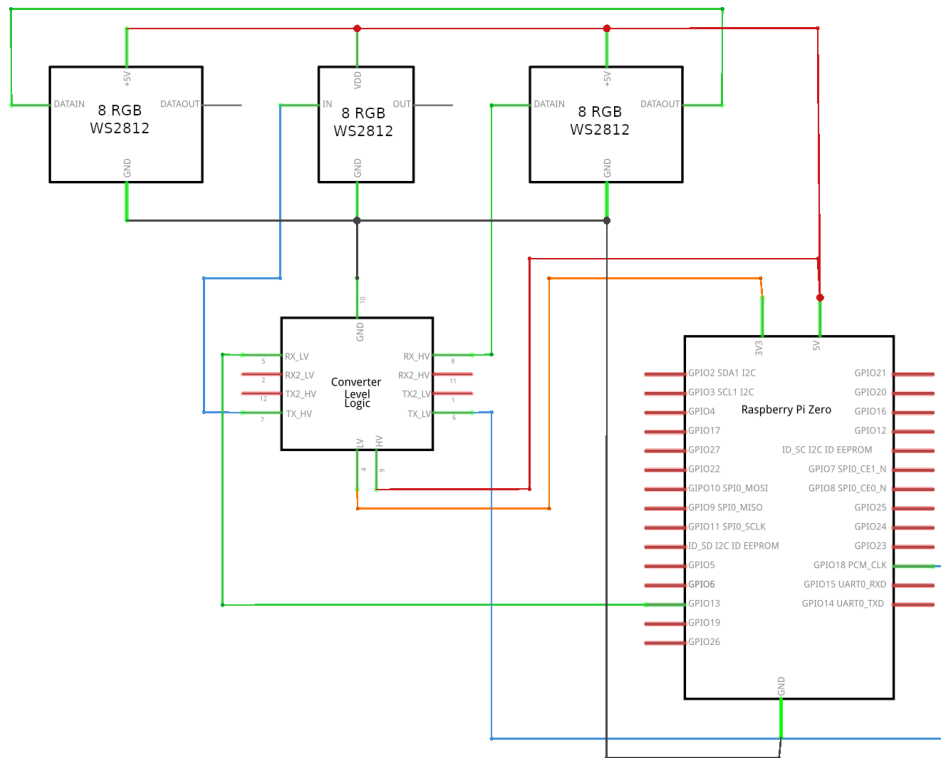 +5V
DATAIN
DATAOUT
8 RGB
WS2812
GND
VDD
IN
OUT
8 RGB
WS2812
GND
+5V
DATAIN
DATAOUT
8 RGB
WS2812
GND
10
GND
RX_LV
RX_HV
5
8
RX2_LV
RX2_HV
2
11
TX2_HV
TX2_LV
12
1
TX_HV
TX_LV
7
6
Converter
Level
Logic
LV
HV
4
9
3V3
5V
Raspberry Pi Zero
GPIO2 SDA1 I2C
GPIO21
GPIO3 SCL1 I2C
GPIO20
GPIO4
GPIO16
GPIO17
GPIO12
GPIO27
ID_SC I2C ID EEPROM
GPIO22
GPIO7 SPI0_CE1_N
GIPO10 SPI0_MOSI
GPIO8 SPI0_CE0_N
GPIO9 SPI0_MISO
GPIO25
GPIO11 SPI0_SCLK
GPIO24
ID_SD I2C ID EEPROM
GPIO23
GPIO5
GPIO18 PCM_CLK
GPIO6
GPIO15 UART0_RXD
GPIO13
GPIO14 UART0_TXD
GPIO19
GPIO26
GND